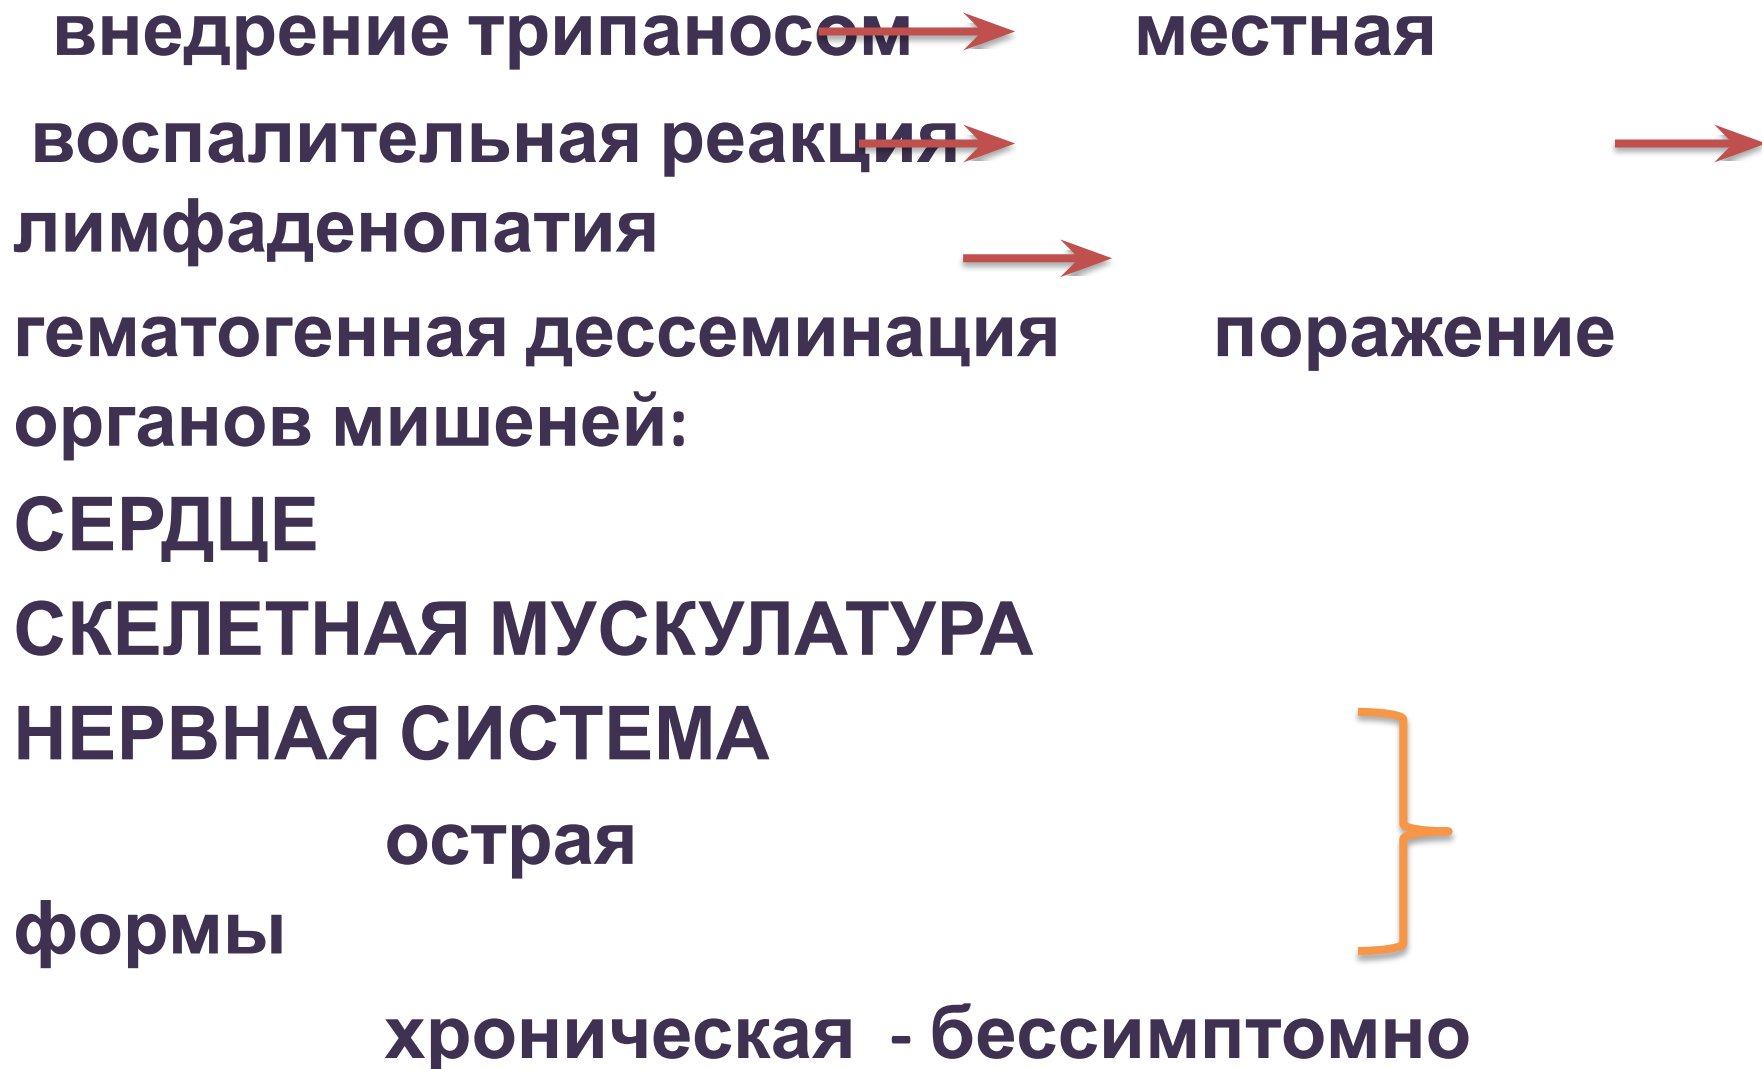 внедрение трипаносом местная
воспалительная реакция
лимфаденопатия
гематогенная дессеминация поражение
органов мишеней:
СЕРДЦЕ
СКЕЛЕТНАЯ МУСКУЛАТУРА
НЕРВНАЯ СИСТЕМА
острая
формы
хроническая - бессимптомно